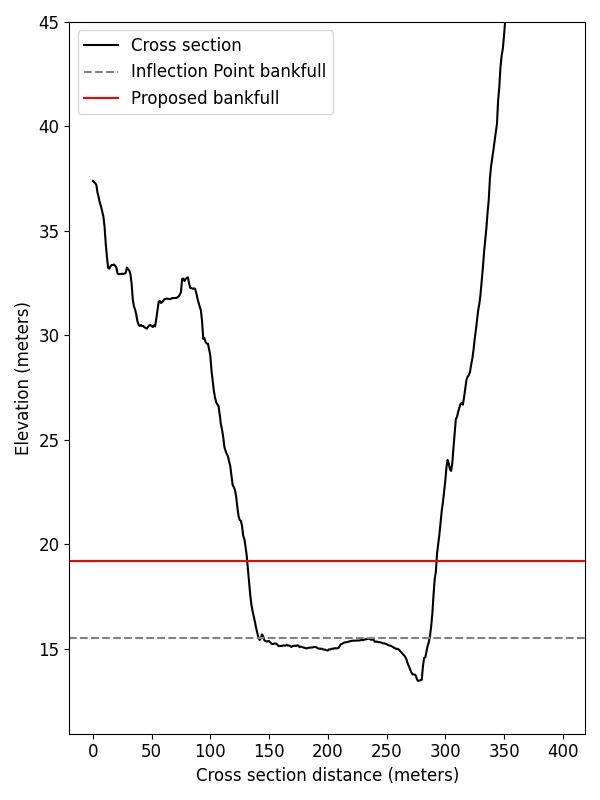 Cross section
Inflection Point bankfull
Proposed bankfull
45
40
35
30
25
20
15
Elevation (meters)
0 50 100 150 200 250 300 350 400
Cross section distance (meters)